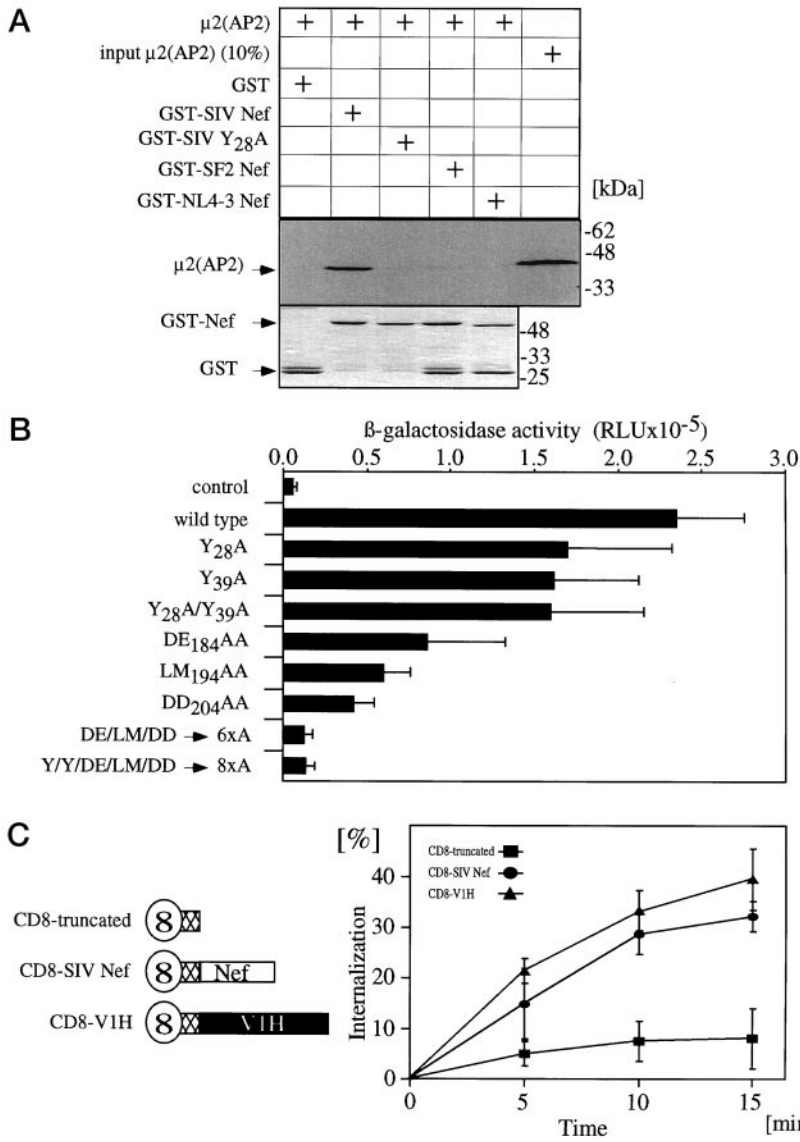 A
µ2(AP2) + + + + +
input µ2(AP2) (10%) +
GST +
GST-SIV Nef +
GST-SIV Y28A +
GST-SF2 Nef +
GST-NL4-3 Nef +
[kDa]
-62
-48
-33
µ2(AP2)
GST-Nef
GST
-48
-33
-25
B
ß-galactosidase activity (RLUx10-5)
0.0 0.5 1.0 1.5 2.0 2.5 3.0
control
wild type
Y28A
Y39A
Y28A/Y39A
DE184AA
LM194AA
DD204AA
DE/LM/DD → 6xA
Y/Y/DE/LM/DD → 8xA
C
CD8-truncated 8
CD8-SIV Nef 8 Nef
CD8-V1H 8 V1H
[%]
Internalization
40
30
20
10
0
CD8-truncated
CD8-SIV Nef
CD8-V1H
0 5 10 15
Time [min